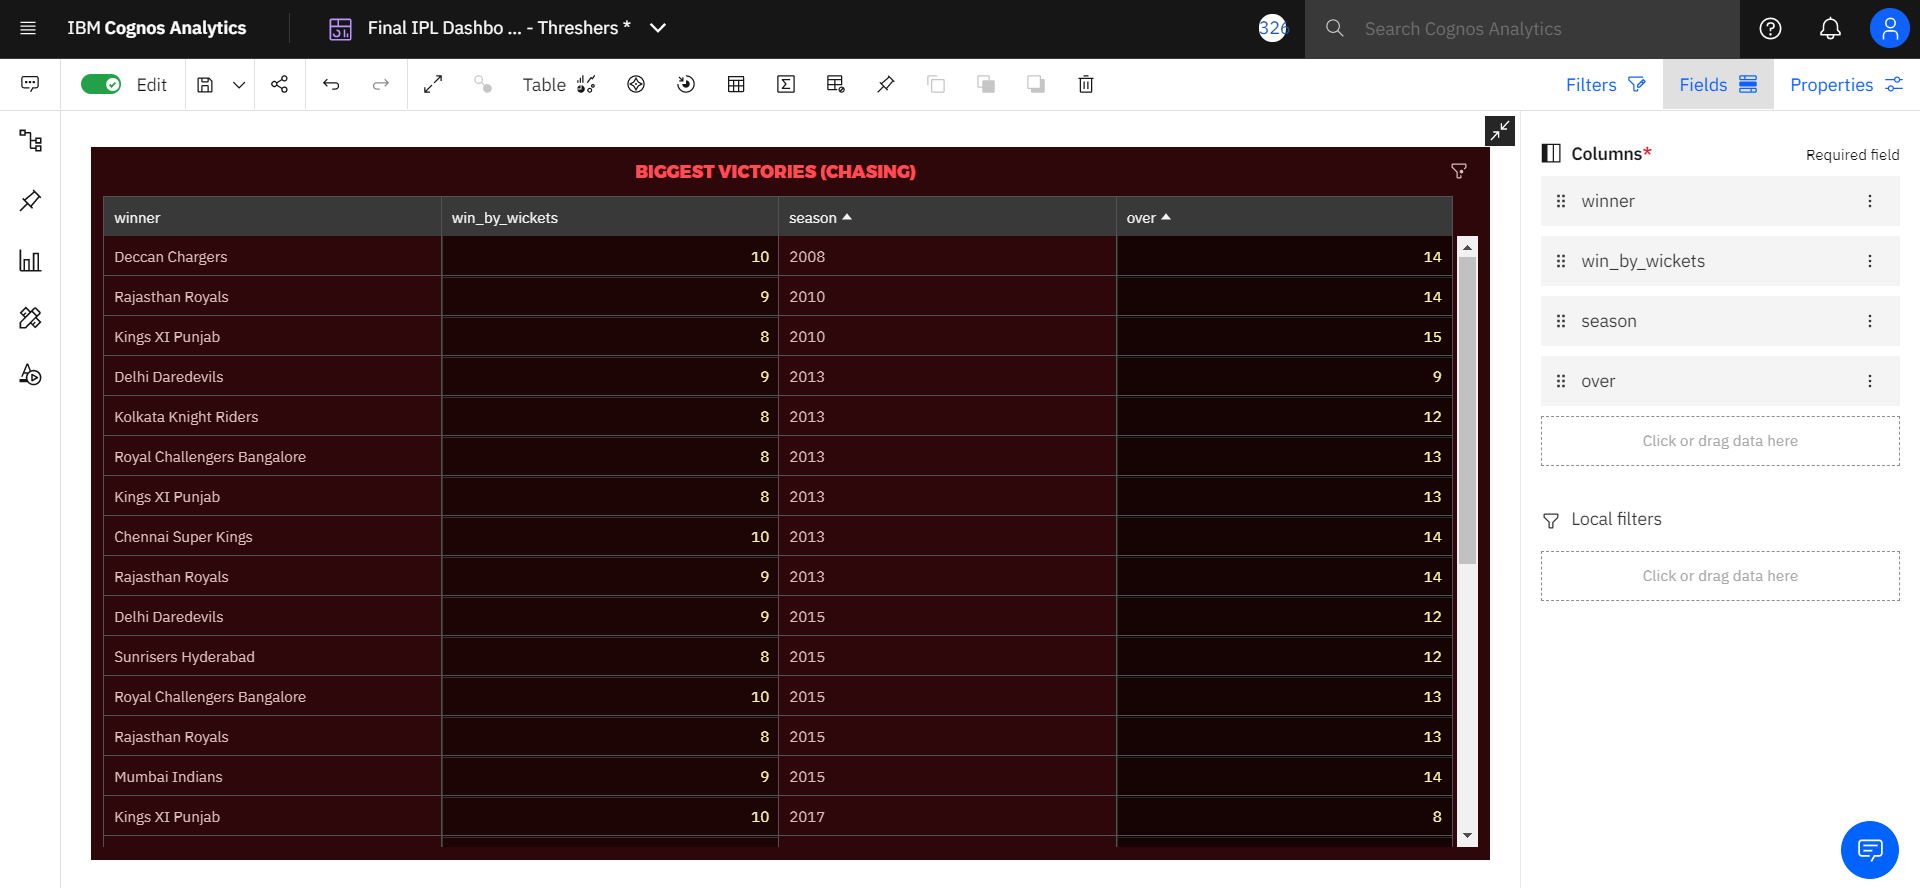 IBM Cognos Analytics
Final IPL Dashbo ... - Threshers *
326
Search Cognos Analytics
Edit
Table
Filters
Fields
Properties
BIGGEST VICTORIES (CHASING)
winner win_by_wickets season over
Deccan Chargers 10 2008 14
Rajasthan Royals 9 2010 14
Kings XI Punjab 8 2010 15
Delhi Daredevils 9 2013 9
Kolkata Knight Riders 8 2013 12
Royal Challengers Bangalore 8 2013 13
Kings XI Punjab 8 2013 13
Chennai Super Kings 10 2013 14
Rajasthan Royals 9 2013 14
Delhi Daredevils 9 2015 12
Sunrisers Hyderabad 8 2015 12
Royal Challengers Bangalore 10 2015 13
Rajasthan Royals 8 2015 13
Mumbai Indians 9 2015 14
Kings XI Punjab 10 2017 8
Columns* Required field
winner
win_by_wickets
season
over
Click or drag data here
Local filters
Click or drag data here